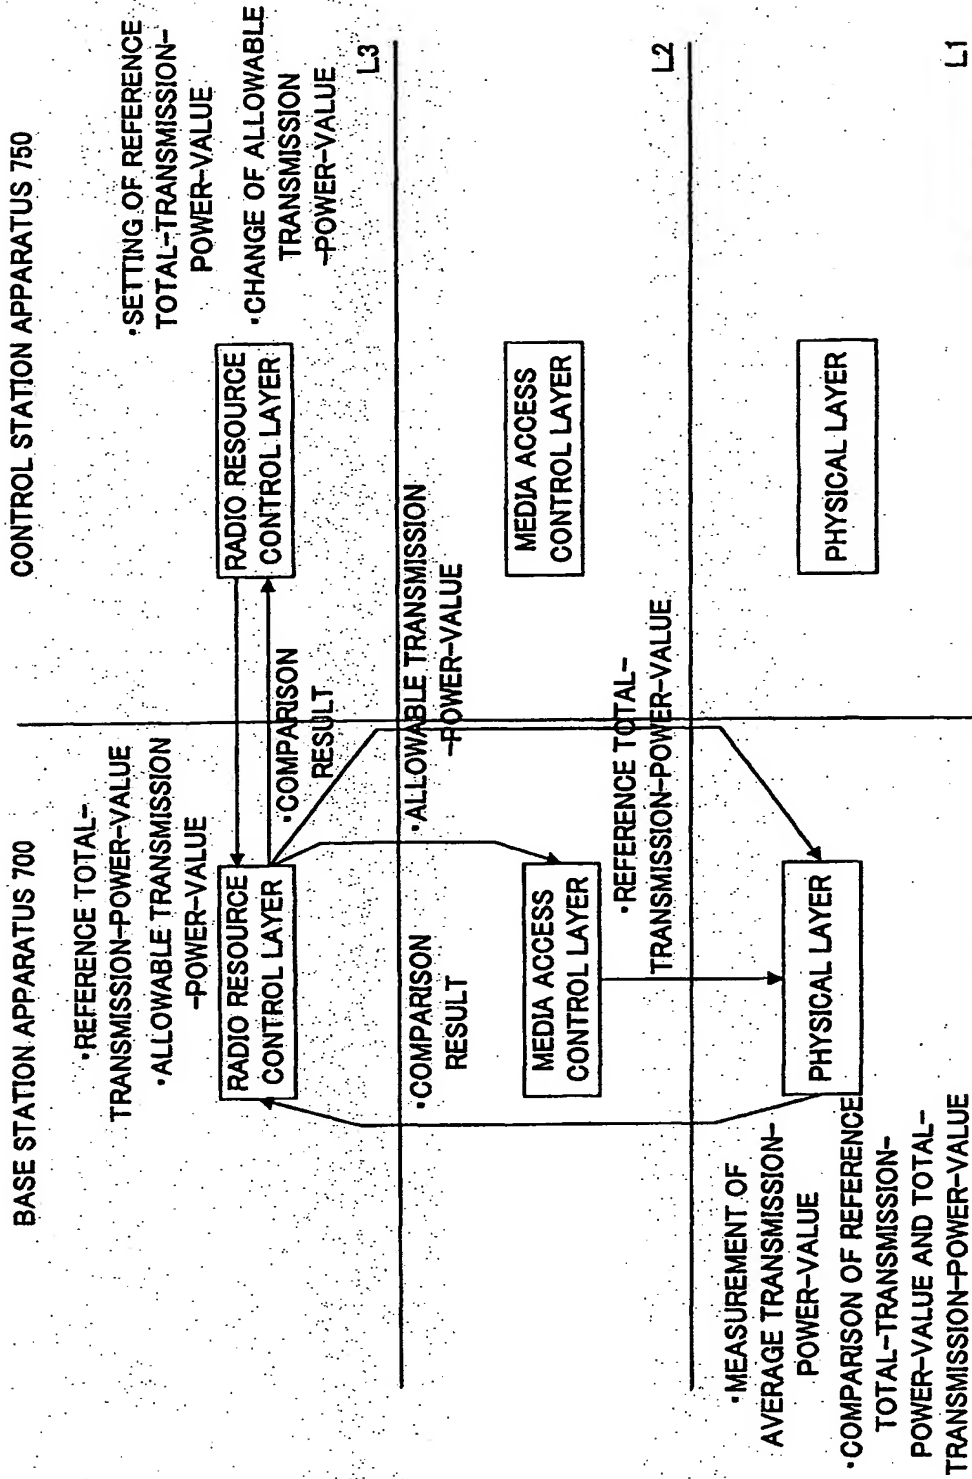 BASE STATION APPARATUS 700
CONTROL STATION APPARATUS 750
·REFERENCE TOTAL-
TRANSMISSION-POWER-VALUE
·ALLOWABLE TRANSMISSION
-POWER-VALUE
RADIO RESOURCE
CONTROL LAYER
·COMPARISON
RESULT
RADIO RESOURCE
CONTROL LAYER
·SETTING OF REFERENCE
TOTAL-TRANSMISSION-
POWER-VALUE
·CHANGE OF ALLOWABLE
TRANSMISSION
-POWER-VALUE
L3
·COMPARISON
RESULT
·ALLOWABLE TRANSMISSION
-POWER-VALUE
MEDIA ACCESS
CONTROL LAYER
MEDIA ACCESS
CONTROL LAYER
·REFERENCE TOTAL-
TRANSMISSION-POWER-VALUE
L2
·MEASUREMENT OF
AVERAGE TRANSMISSION-
POWER-VALUE
·COMPARISON OF REFERENCE
TOTAL-TRANSMISSION-
POWER-VALUE AND TOTAL-
TRANSMISSION-POWER-VALUE
PHYSICAL LAYER
PHYSICAL LAYER
L1